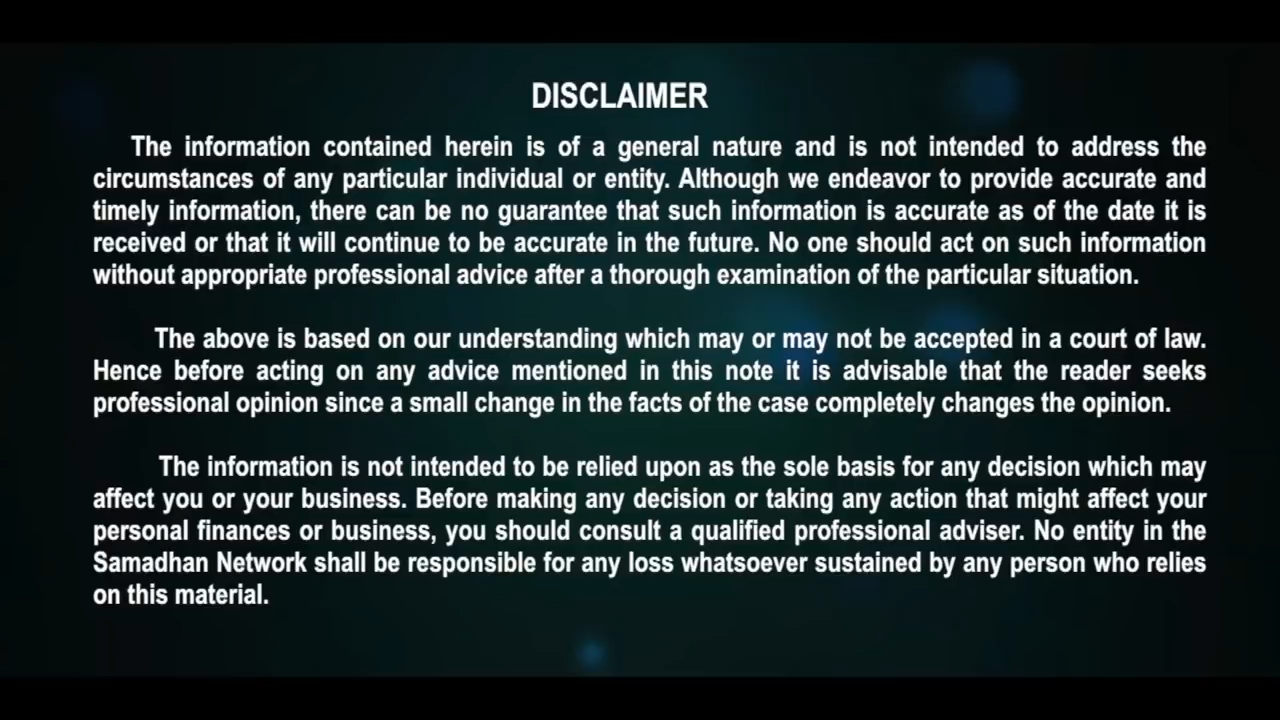 DISCLAIMER
The information contained herein is of a general nature and is not intended to address the
circumstances of any particular individual or entity. Although we endeavor to provide accurate and
timely information, there can be no guarantee that such information is accurate as of the date it is
received or that it will continue to be accurate in the future. No one should act on such information
without appropriate professional advice after a thorough examination of the particular situation.
The above is based on our understanding which may or may not be accepted in a court of law.
Hence before acting on any advice mentioned in this note it is advisable that the reader seeks
professional opinion since a small change in the facts of the case completely changes the opinion.
The information is not intended to be relied upon as the sole basis for any decision which may
affect you or your business. Before making any decision or taking any action that might affect your
personal finances or business, you should consult a qualified professional adviser. No entity in the
Samadhan Network shall be responsible for any loss whatsoever sustained by any person who relies
on this material.